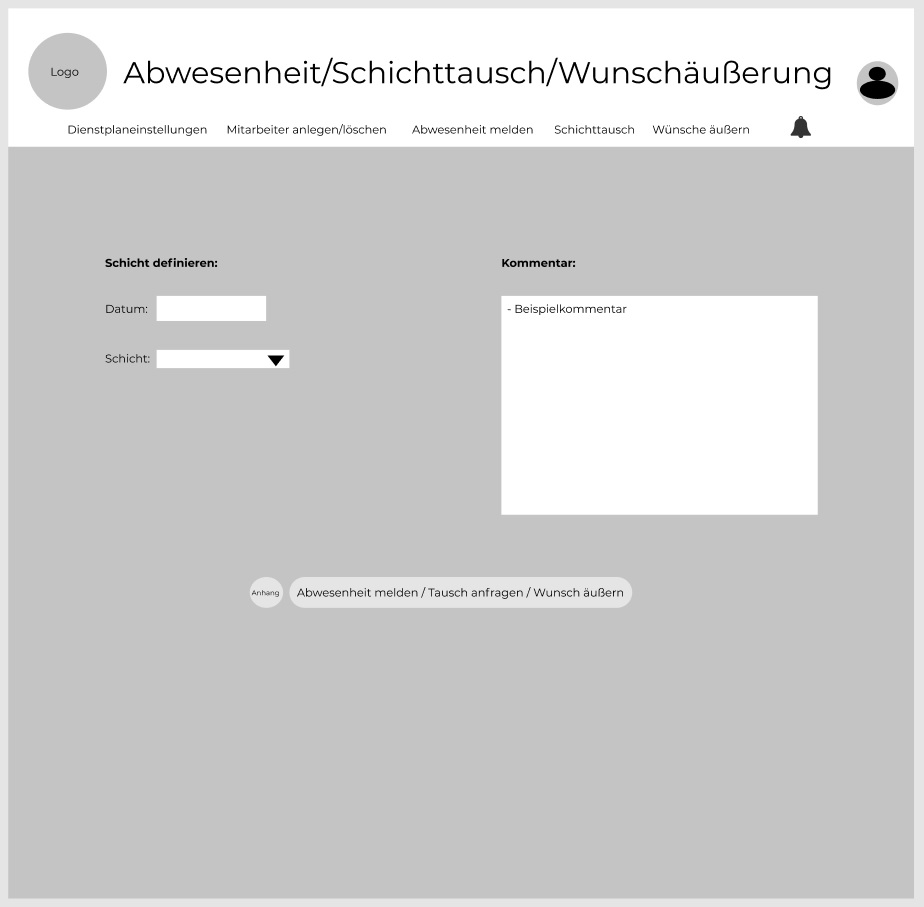 Logo
Abwesenheit/Schichttausch/Wunschäußerung
Dienstplaneinstellungen Mitarbeiter anlegen/löschen Abwesenheit melden Schichttausch Wünsche äußern
Schicht definieren:
Datum:
Schicht:
Kommentar:
- Beispielkommentar
Anhang
Abwesenheit melden / Tausch anfragen / Wunsch äußern